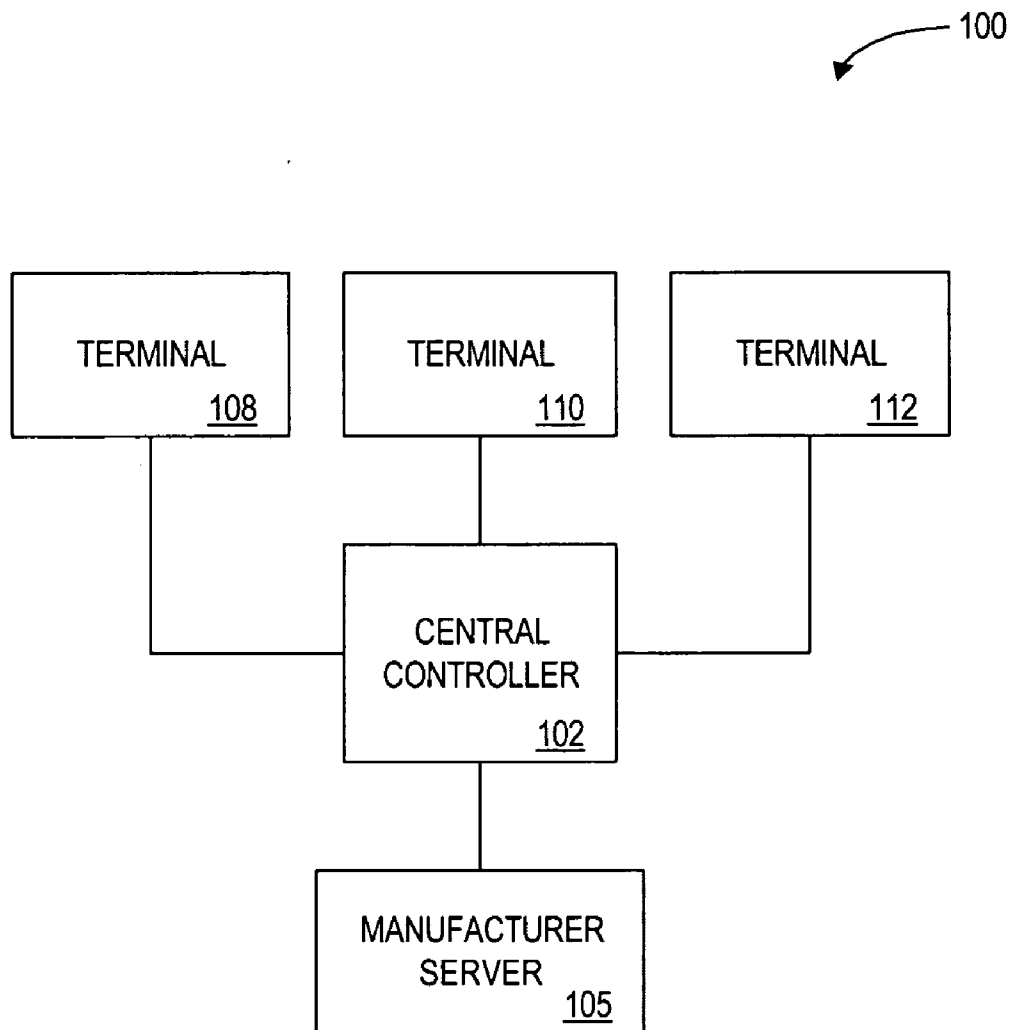 100
TERMINAL
108
TERMINAL
110
TERMINAL
112
CENTRAL
CONTROLLER
102
MANUFACTURER
SERVER
105